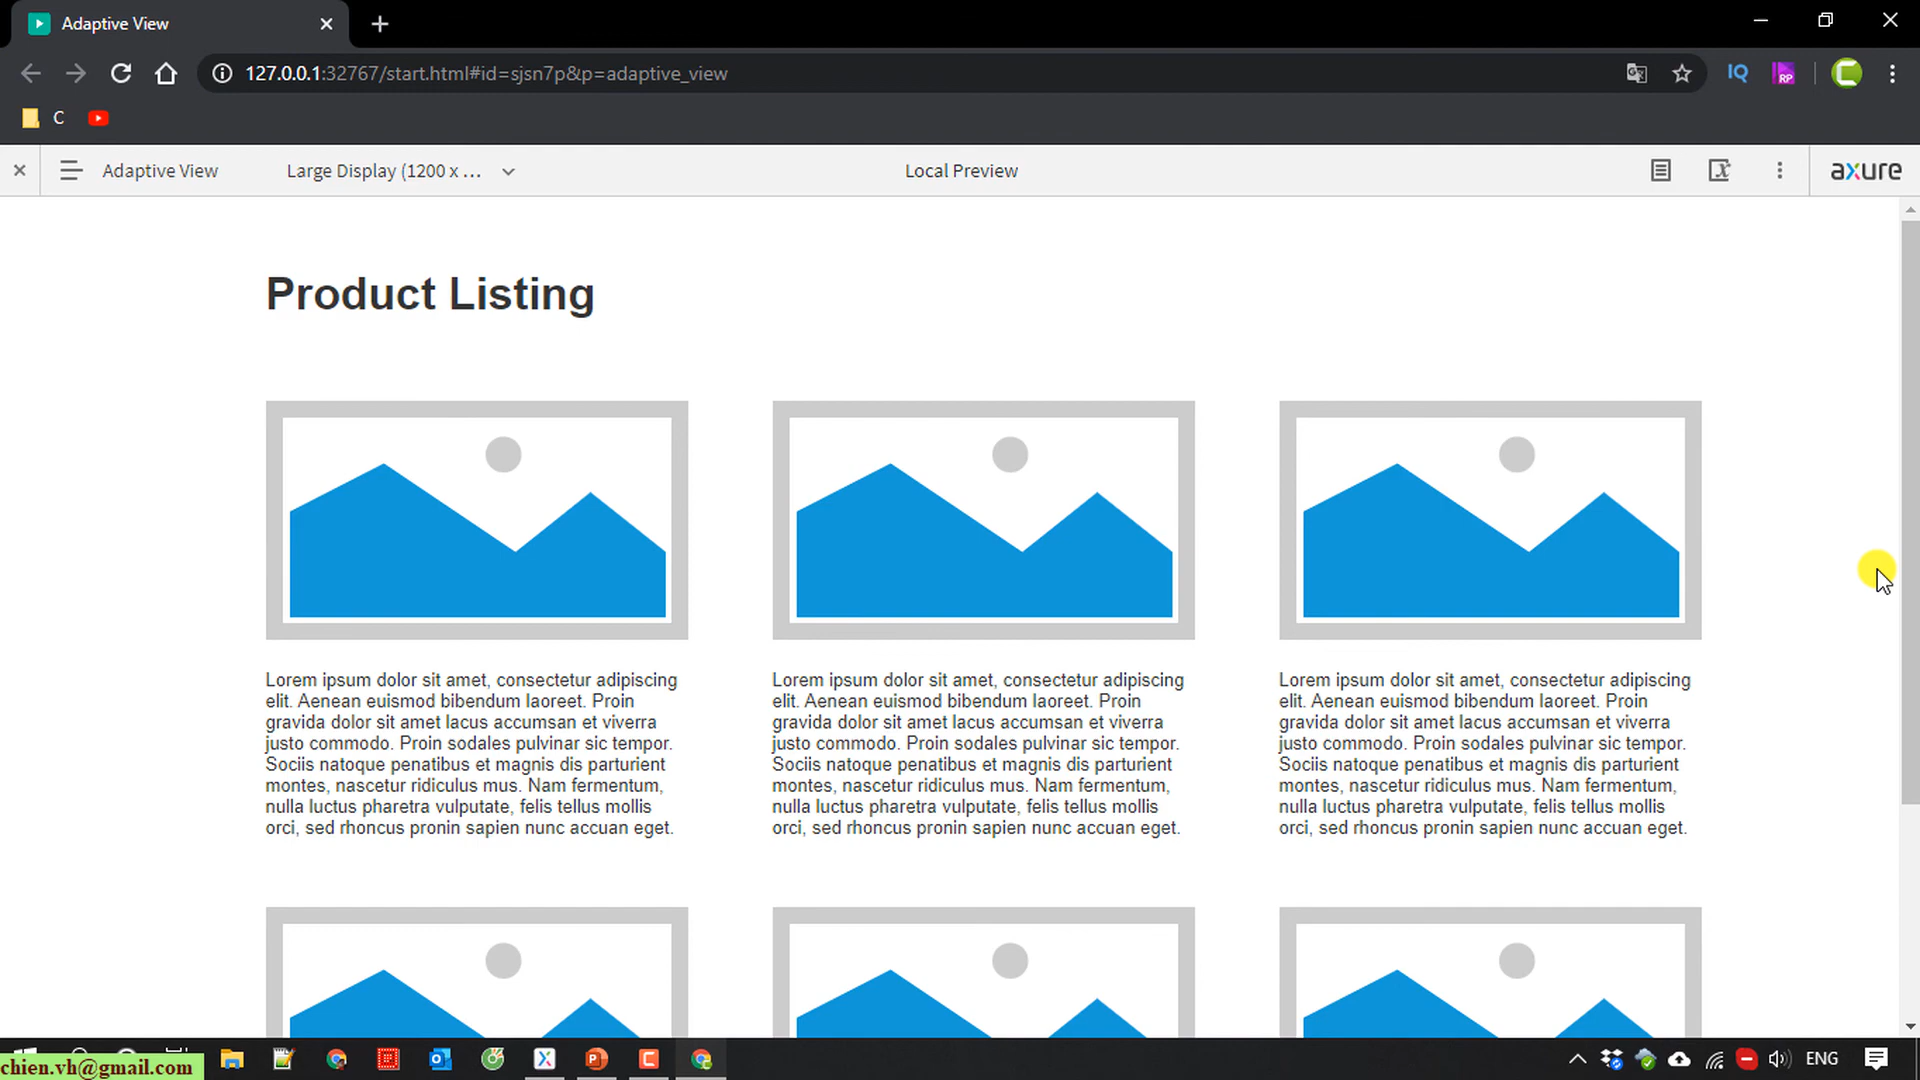 Adaptive View
127.0.0.1:32767/start.html#id=sjsn7p&p=adaptive_view
IQ
RP
C
Adaptive View
Large Display (1200 x ...
Local Preview
axure
Product Listing
Lorem ipsum dolor sit amet, consectetur adipiscing
elit. Aenean euismod bibendum laoreet. Proin
gravida dolor sit amet lacus accumsan et viverra
justo commodo. Proin sodales pulvinar sic tempor.
Sociis natoque penatibus et magnis dis parturient
montes, nascetur ridiculus mus. Nam fermentum,
nulla luctus pharetra vulputate, felis tellus mollis
orci, sed rhoncus pronin sapien nunc accuan eget.
Lorem ipsum dolor sit amet, consectetur adipiscing
elit. Aenean euismod bibendum laoreet. Proin
gravida dolor sit amet lacus accumsan et viverra
justo commodo. Proin sodales pulvinar sic tempor.
Sociis natoque penatibus et magnis dis parturient
montes, nascetur ridiculus mus. Nam fermentum,
nulla luctus pharetra vulputate, felis tellus mollis
orci, sed rhoncus pronin sapien nunc accuan eget.
Lorem ipsum dolor sit amet, consectetur adipiscing
elit. Aenean euismod bibendum laoreet. Proin
gravida dolor sit amet lacus accumsan et viverra
justo commodo. Proin sodales pulvinar sic tempor.
Sociis natoque penatibus et magnis dis parturient
montes, nascetur ridiculus mus. Nam fermentum,
nulla luctus pharetra vulputate, felis tellus mollis
orci, sed rhoncus pronin sapien nunc accuan eget.
chien.vh@gmail.com
ENG